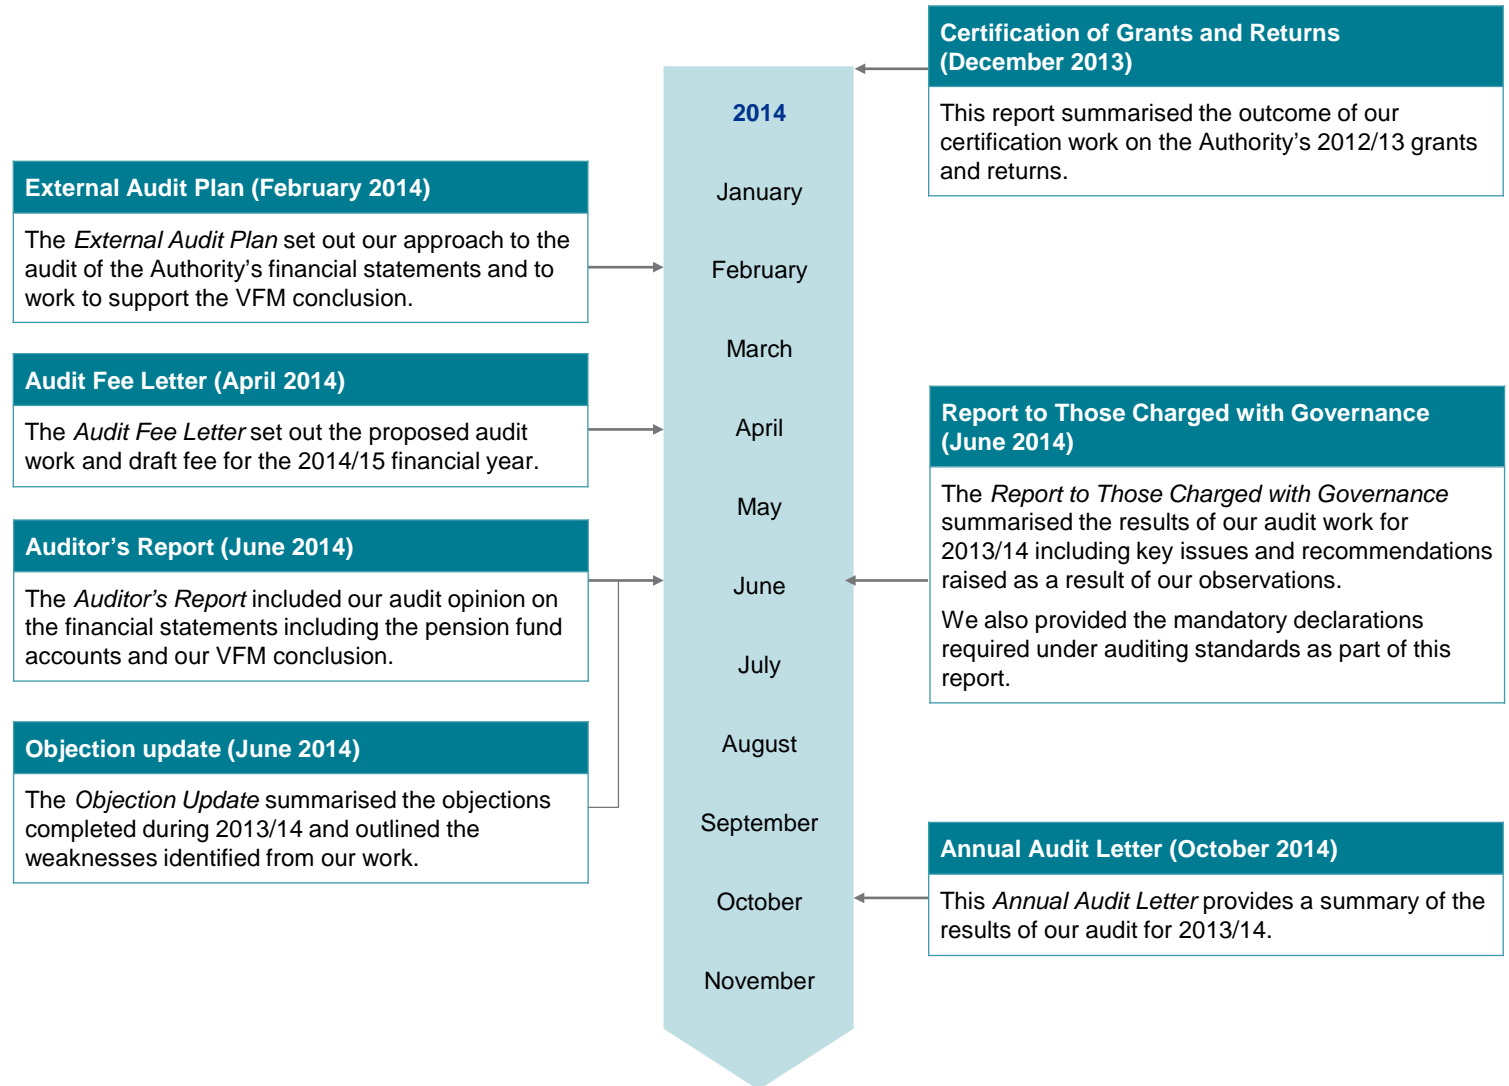 Certification of Grants and Returns
(December 2013)
This report summarised the outcome of our
certification work on the Authority's 2012/13 grants
and returns.
External Audit Plan (February 2014)
The External Audit Plan set out our approach to the
audit of the Authority's financial statements and to
work to support the VFM conclusion.
Audit Fee Letter (April 2014)
The Audit Fee Letter set out the proposed audit
work and draft fee for the 2014/15 financial year.
Auditor's Report (June 2014)
The Auditor's Report included our audit opinion on
the financial statements including the pension fund
accounts and our VFM conclusion.
Objection update (June 2014)
The Objection Update summarised the objections
completed during 2013/14 and outlined the
weaknesses identified from our work.
2014
January
February
March
April
May
June
July
August
September
October
November
Report to Those Charged with Governance
(June 2014)
The Report to Those Charged with Governance
summarised the results of our audit work for
2013/14 including key issues and recommendations
raised as a result of our observations.
We also provided the mandatory declarations
required under auditing standards as part of this
report.
Annual Audit Letter (October 2014)
This Annual Audit Letter provides a summary of the
results of our audit for 2013/14.